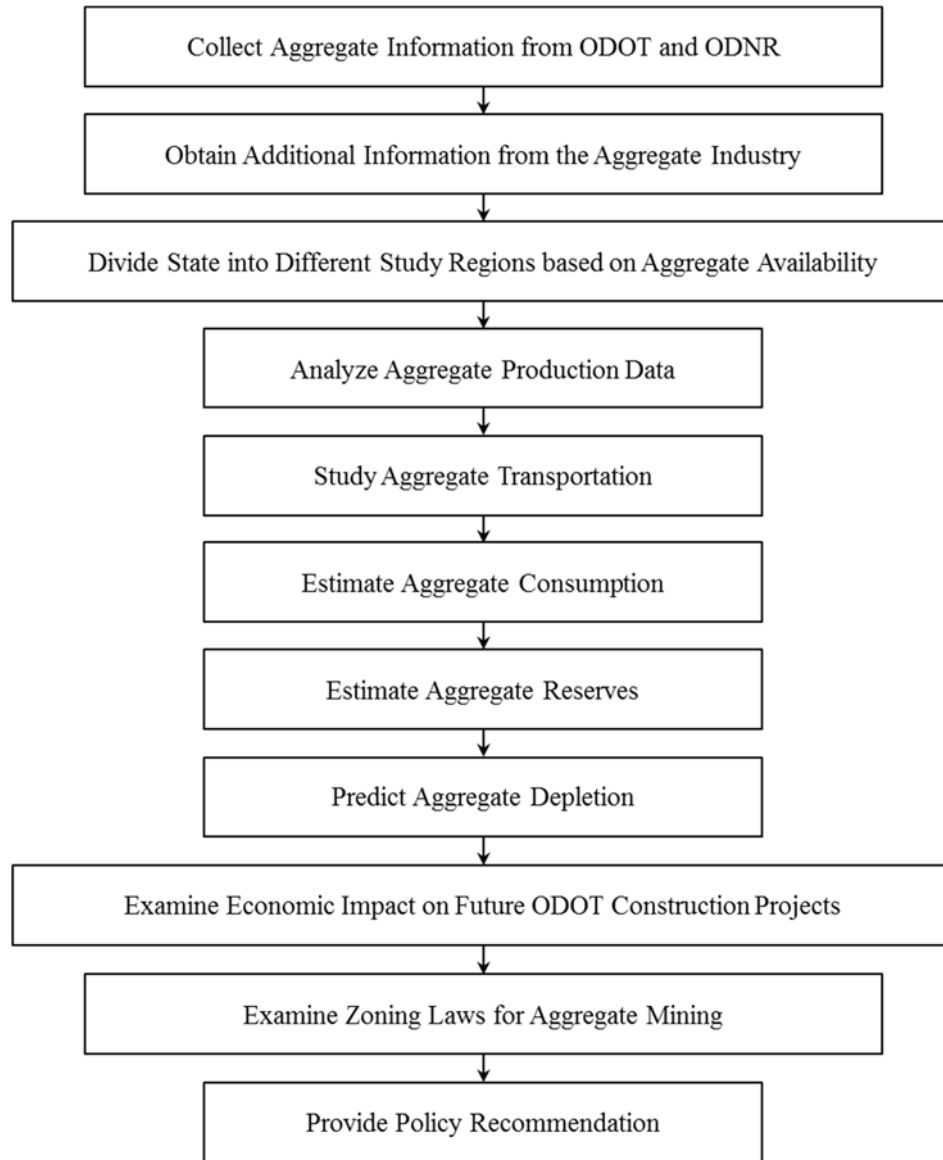 Collect Aggregate Information from ODOT and ODNR
Obtain Additional Information from the Aggregate Industry
Divide State into Different Study Regions based on Aggregate Availability
Analyze Aggregate Production Data
Study Aggregate Transportation
Estimate Aggregate Consumption
Estimate Aggregate Reserves
Predict Aggregate Depletion
Examine Economic Impact on Future ODOT Construction Projects
Examine Zoning Laws for Aggregate Mining
Provide Policy Recommendation